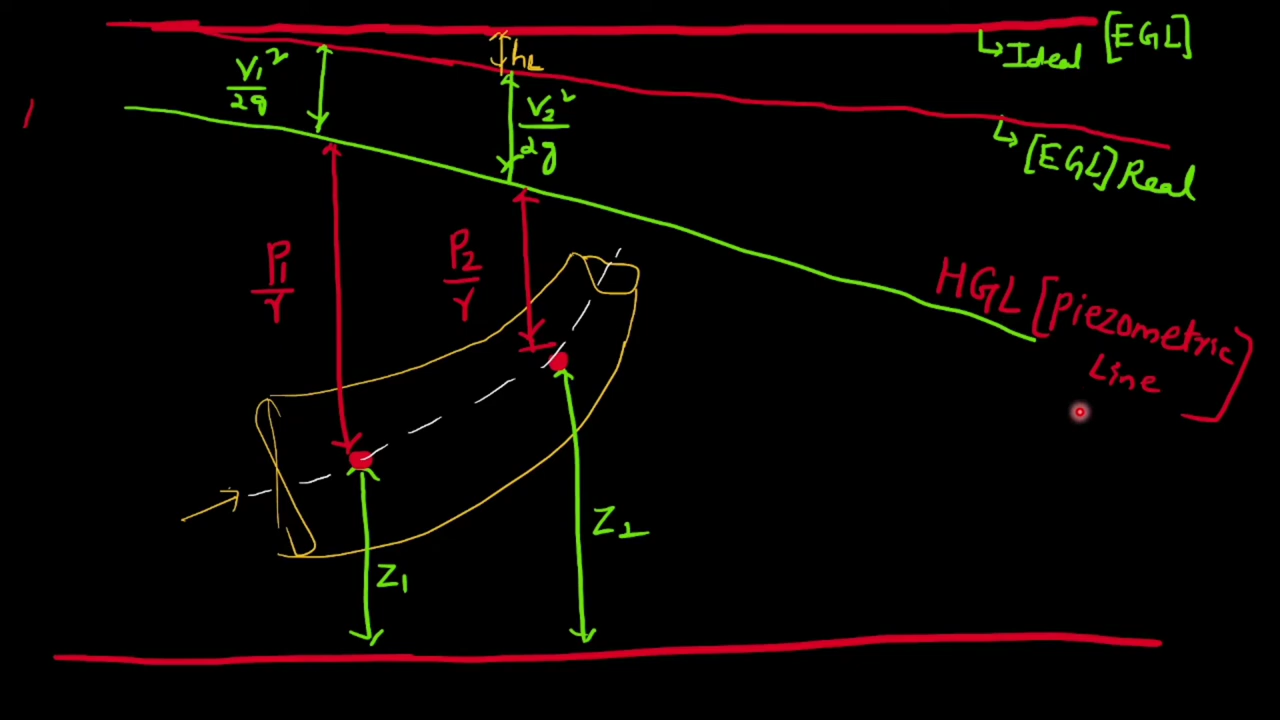 → Ideal [EGL]
V₁²/2g
hL
V₂²/2g
→ [EGL] Real
P₁/γ
P₂/γ
HGL [Piezometric
Line]
Z₁
Z₂